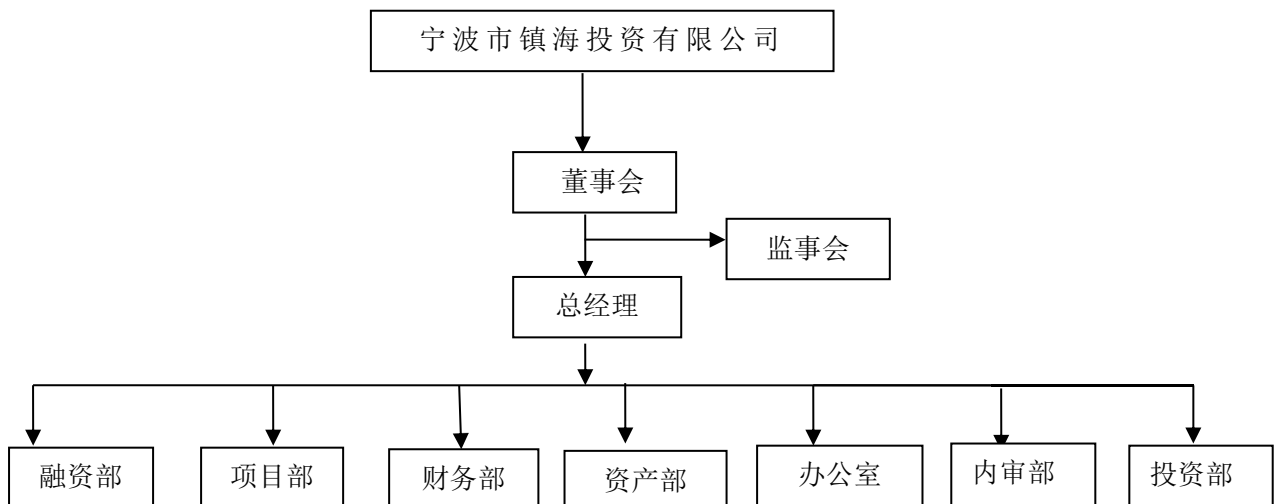 宁波市镇海投资有限公司
董事会
监事会
总经理
融资部
项目部
财务部
资产部
办公室
内审部
投资部